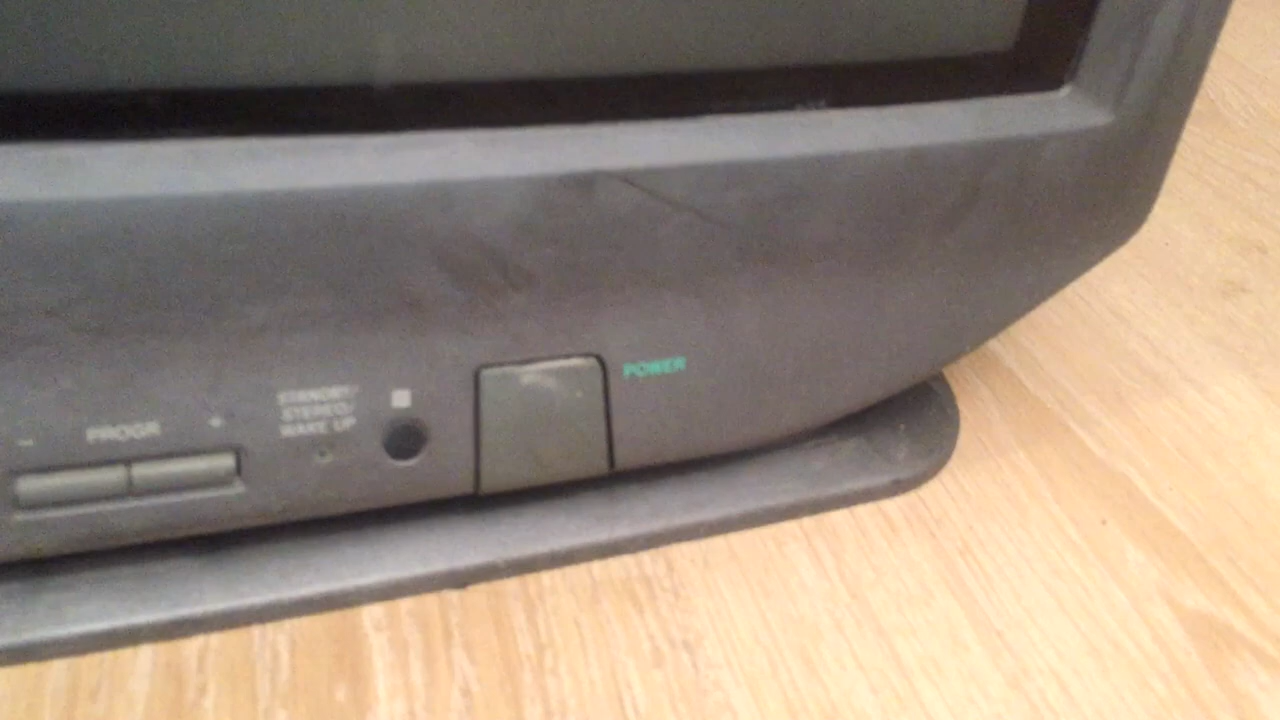 - PROGR +
STANDBY/
STEREO/
WAKE UP
POWER